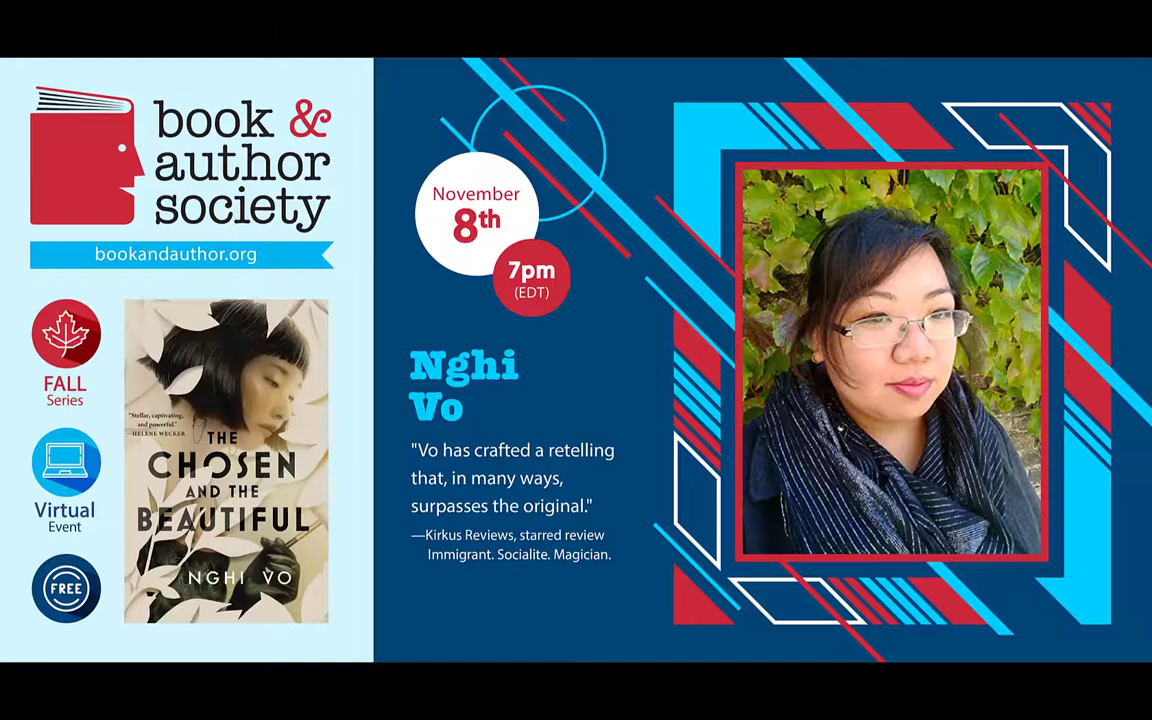 book &
author
society
bookandauthor.org
FALL
Series
Virtual
Event
FREE
"Stellar, captivating,
and powerful."
—HELENE WECKER
THE
CHOSEN
AND THE
BEAUTIFUL
NGHI VO
November
8th
7pm
(EDT)
Nghi
Vo
"Vo has crafted a retelling
that, in many ways,
surpasses the original."
—Kirkus Reviews, starred review
Immigrant. Socialite. Magician.